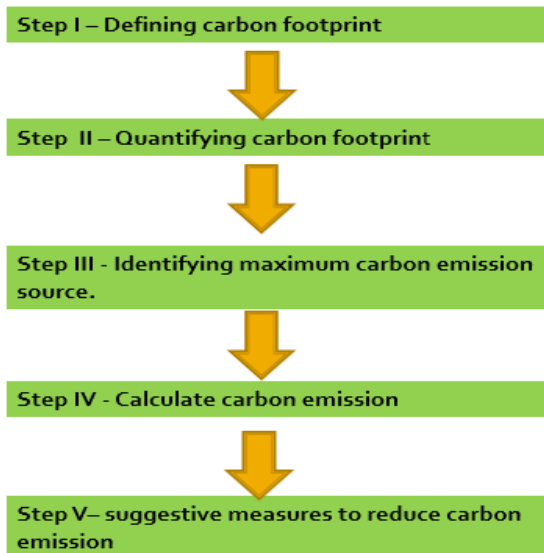 Step I – Defining carbon footprint
Step  II – Quantifying carbon footprint
Step III - Identifying maximum carbon emission
source.
Step IV - Calculate carbon emission
Step V– suggestive measures to reduce carbon
emission